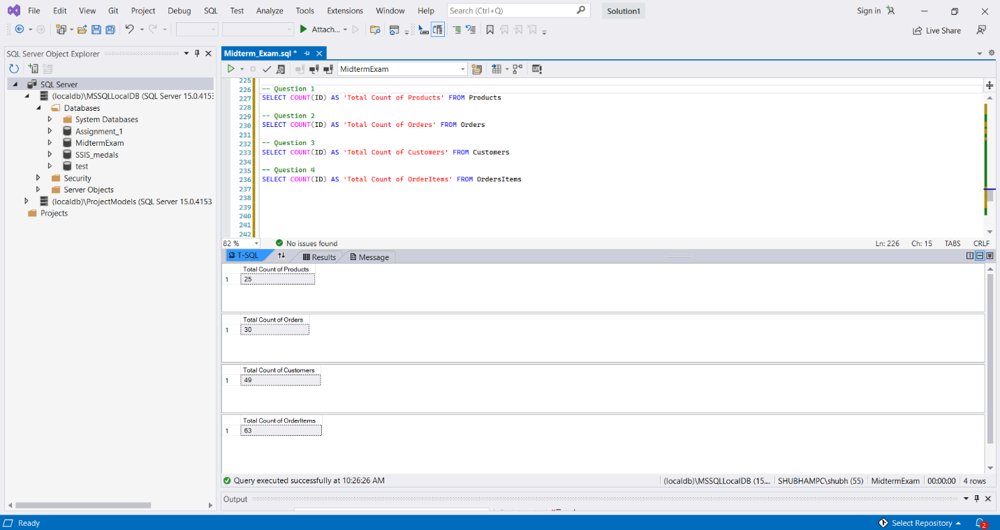 File Edit View Git Project Debug SQL Test Analyze Tools Extensions Window Help Search (Ctrl+Q) Solution1 Sign in
Attach... Live Share
SQL Server Object Explorer
SQL Server
(localdb)\MSSQLLocalDB (SQL Server 15.0.4153
Databases
System Databases
Assignment_1
MidtermExam
SSIS_medals
test
Security
Server Objects
(localdb)\ProjectModels (SQL Server 15.0.4153
Projects
Midterm_Exam.sql *
MidtermExam
225
226 -- Question 1
227 SELECT COUNT(ID) AS 'Total Count of Products' FROM Products
228
229 -- Question 2
230 SELECT COUNT(ID) AS 'Total Count of Orders' FROM Orders
231
232 -- Question 3
233 SELECT COUNT(ID) AS 'Total Count of Customers' FROM Customers
234
235 -- Question 4
236 SELECT COUNT(ID) AS 'Total Count of OrderItems' FROM OrdersItems
237
238
239
240
241
242
82 % No issues found Ln: 226 Ch: 15 TABS CRLF
T-SQL Results Message
Total Count of Products
1 25
Total Count of Orders
1 30
Total Count of Customers
1 49
Total Count of OrderItems
1 63
Query executed successfully at 10:26:26 AM (localdb)\MSSQLLocalDB (15.... SHUBHAMPC\shubh (55) MidtermExam 00:00:00 4 rows
Output
Ready Select Repository 2